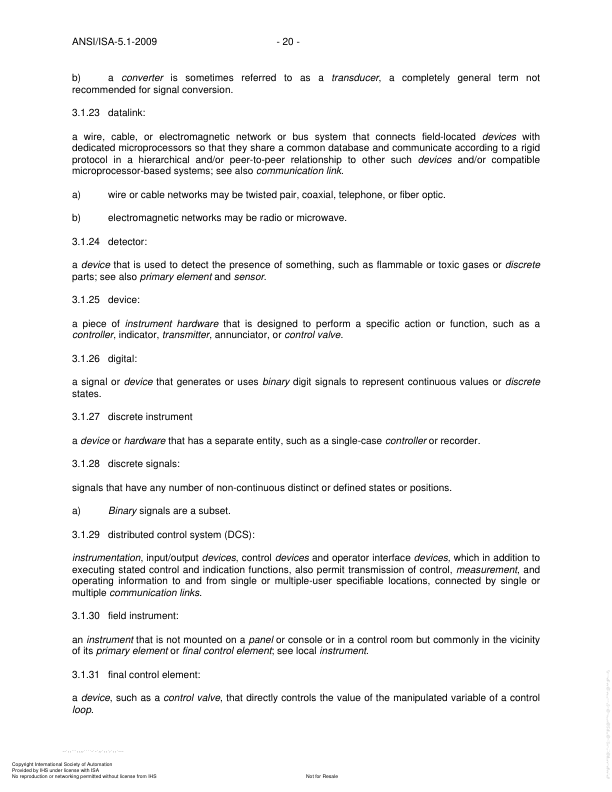 ANSI/ISA-5.1-2009 - 20 -
b) a converter is sometimes referred to as a transducer, a completely general term not
recommended for signal conversion.
3.1.23 datalink:
a wire, cable, or electromagnetic network or bus system that connects field-located devices with
dedicated microprocessors so that they share a common database and communicate according to a rigid
protocol in a hierarchical and/or peer-to-peer relationship to other such devices and/or compatible
microprocessor-based systems; see also communication link.
a) wire or cable networks may be twisted pair, coaxial, telephone, or fiber optic.
b) electromagnetic networks may be radio or microwave.
3.1.24 detector:
a device that is used to detect the presence of something, such as flammable or toxic gases or discrete
parts; see also primary element and sensor.
3.1.25 device:
a piece of instrument hardware that is designed to perform a specific action or function, such as a
controller, indicator, transmitter, annunciator, or control valve.
3.1.26 digital:
a signal or device that generates or uses binary digit signals to represent continuous values or discrete
states.
3.1.27 discrete instrument
a device or hardware that has a separate entity, such as a single-case controller or recorder.
3.1.28 discrete signals:
signals that have any number of non-continuous distinct or defined states or positions.
a) Binary signals are a subset.
3.1.29 distributed control system (DCS):
instrumentation, input/output devices, control devices and operator interface devices, which in addition to
executing stated control and indication functions, also permit transmission of control, measurement, and
operating information to and from single or multiple-user specifiable locations, connected by single or
multiple communication links.
3.1.30 field instrument:
an instrument that is not mounted on a panel or console or in a control room but commonly in the vicinity
of its primary element or final control element; see local instrument.
3.1.31 final control element:
a device, such as a control valve, that directly controls the value of the manipulated variable of a control
loop.
Copyright International Society of Automation
Provided by IHS under license with ISA
No reproduction or networking permitted without license from IHS Not for Resale